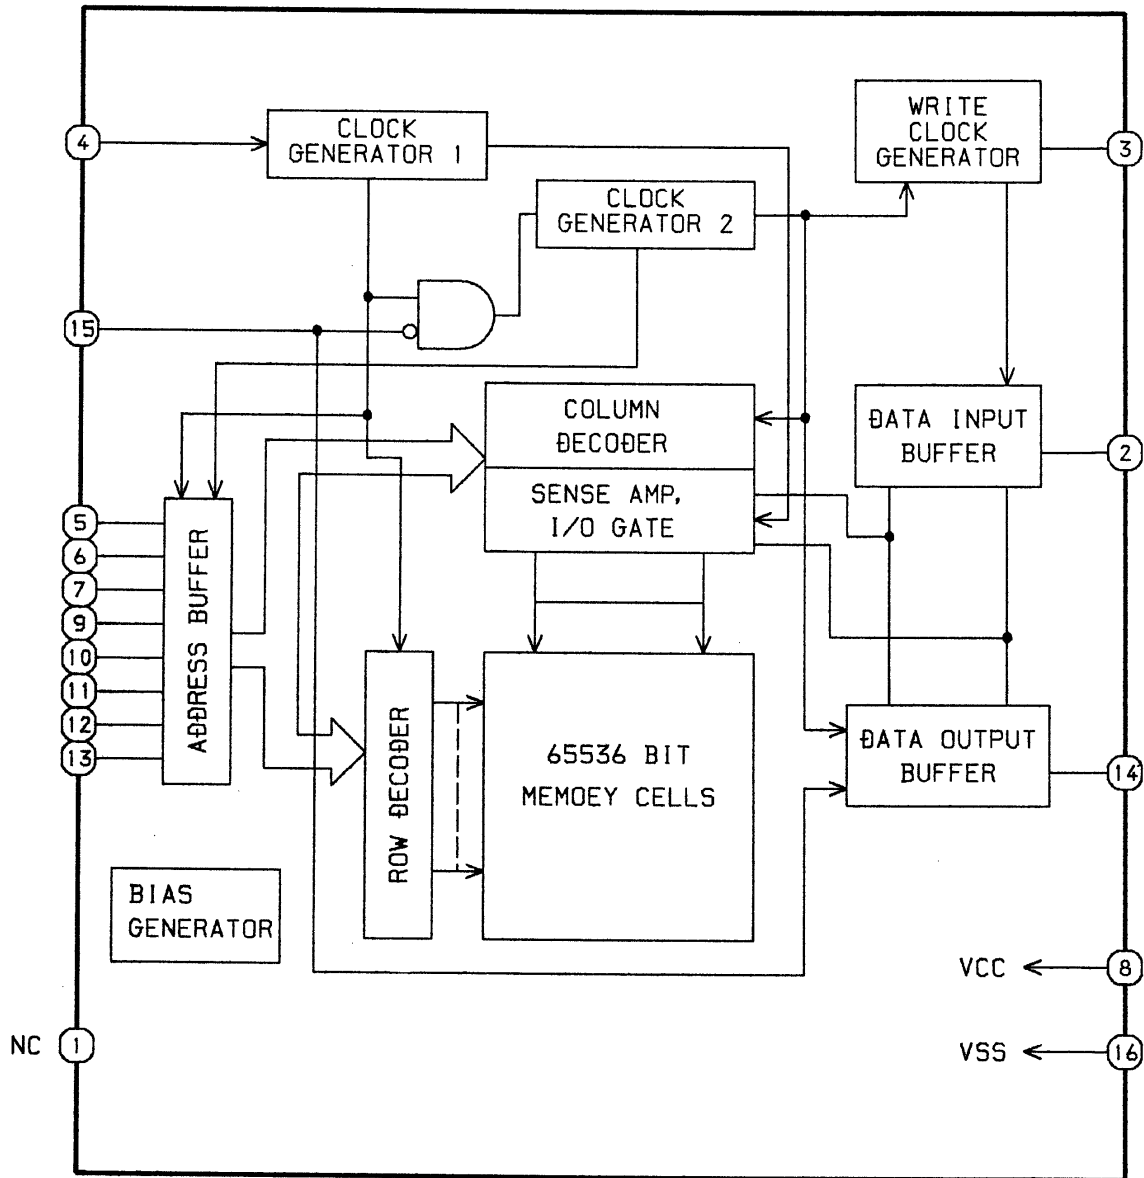 CLOCK
GENERATOR 1
4
WRITE
CLOCK
GENERATOR
3
CLOCK
GENERATOR 2
15
COLUMN
DECODER
DATA INPUT
BUFFER
2
SENSE AMP,
I/O GATE
5
6
7
9
10
11
12
13
ADDRESS BUFFER
ROW DECODER
65536 BIT
MEMOEY CELLS
DATA OUTPUT
BUFFER
14
BIAS
GENERATOR
VCC
8
NC
1
VSS
16